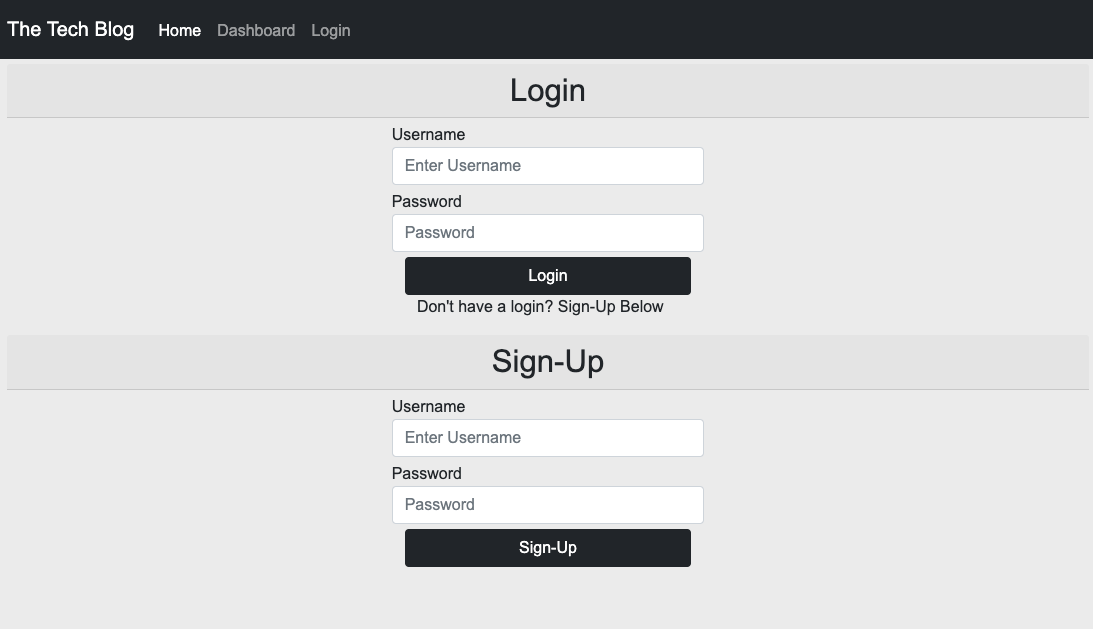 The Tech Blog Home Dashboard Login
Login
Username
Enter Username
Password
Password
Login
Don't have a login? Sign-Up Below
Sign-Up
Username
Enter Username
Password
Password
Sign-Up